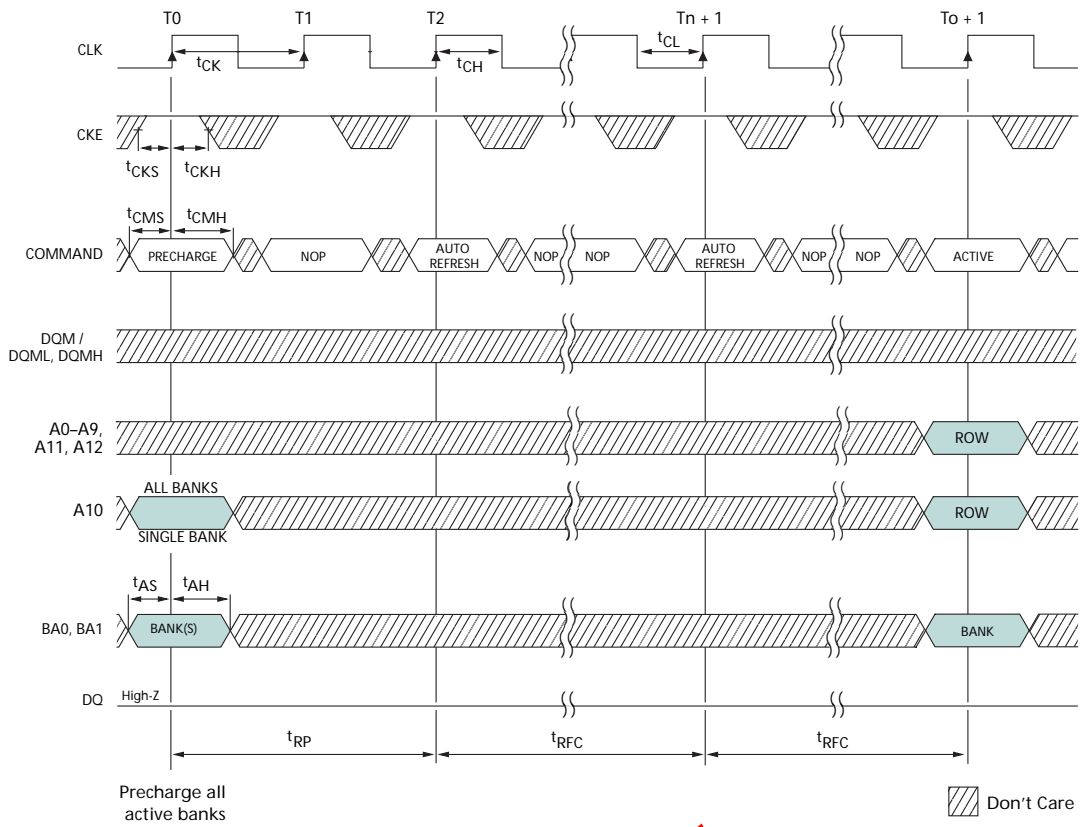 T0 T1 T2 Tn + 1 To + 1
CLK
tCK tCH tCL
CKE
tCKS tCKH
tCMS tCMH
COMMAND PRECHARGE NOP AUTO REFRESH NOP NOP AUTO REFRESH NOP NOP ACTIVE
DQM /
DQML, DQMH
A0–A9,
A11, A12 ROW
ALL BANKS
A10 ROW
SINGLE BANK
tAS tAH
BA0, BA1 BANK(S) BANK
DQ High-Z
tRP tRFC tRFC
Precharge all
active banks
Don't Care